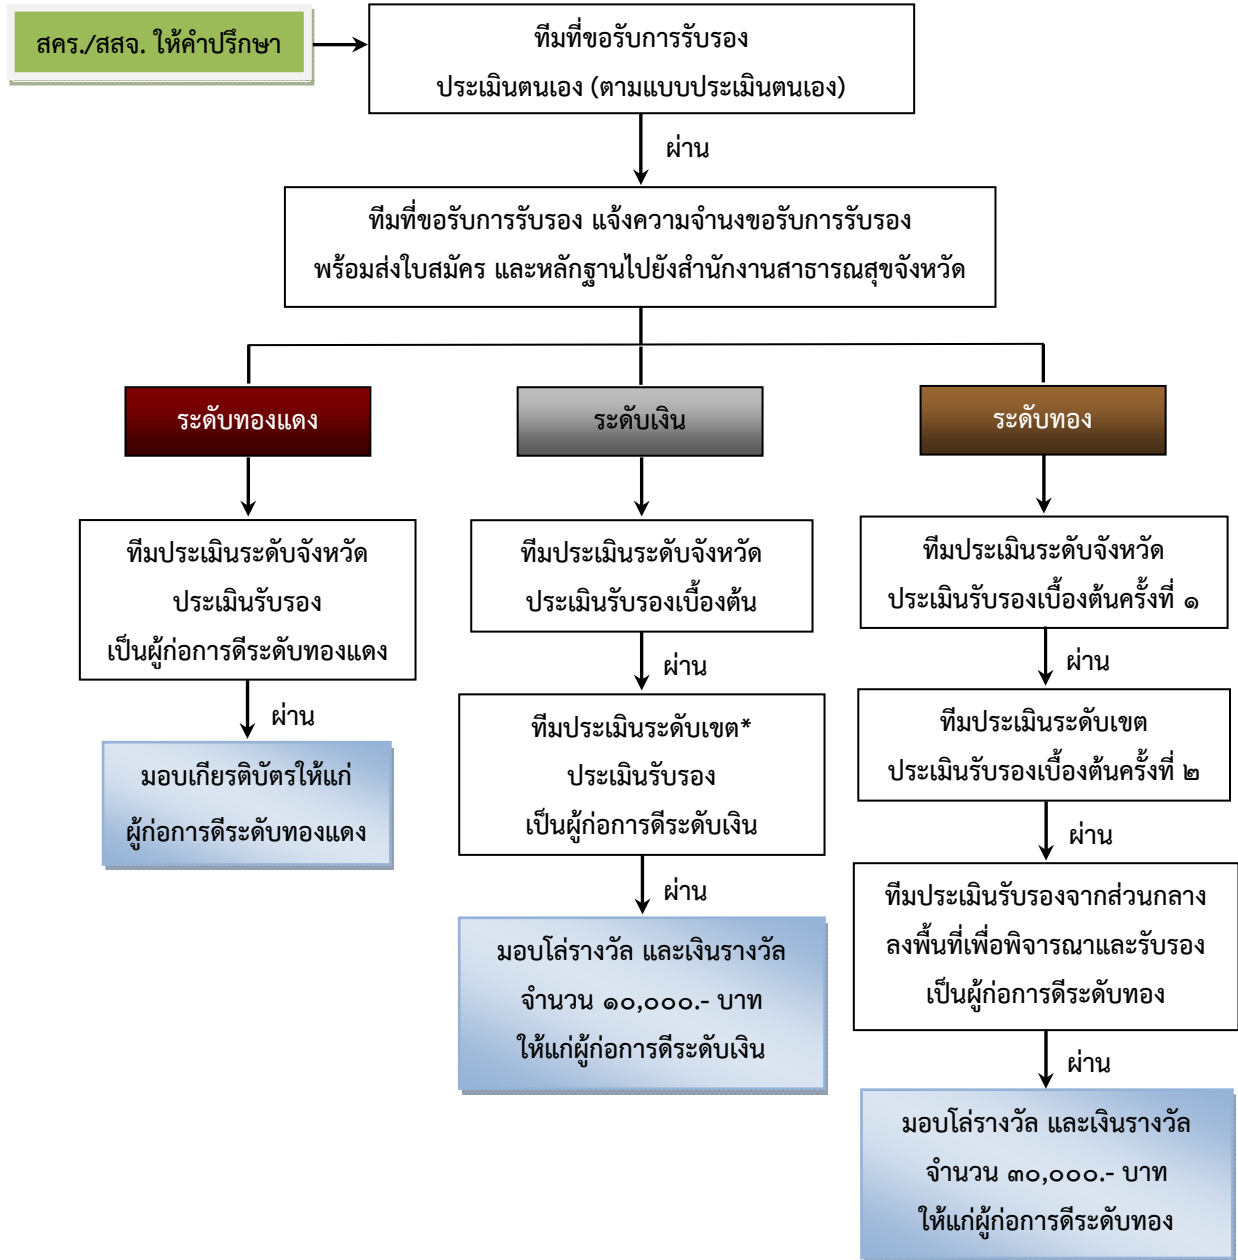 สคร./สสจ. ให้คำปรึกษา
ทีมที่ขอรับการรับรอง
ประเมินตนเอง (ตามแบบประเมินตนเอง)
ผ่าน
ทีมที่ขอรับการรับรอง แจ้งความจำนงขอรับการรับรอง
พร้อมส่งใบสมัคร และหลักฐานไปยังสำนักงานสาธารณสุขจังหวัด
ระดับทองแดง
ทีมประเมินระดับจังหวัด
ประเมินรับรอง
เป็นผู้ก่อการดีระดับทองแดง
ผ่าน
มอบเกียรติบัตรให้แก่
ผู้ก่อการดีระดับทองแดง
ระดับเงิน
ทีมประเมินระดับจังหวัด
ประเมินรับรองเบื้องต้น
ผ่าน
ทีมประเมินระดับเขต*
ประเมินรับรอง
เป็นผู้ก่อการดีระดับเงิน
ผ่าน
มอบโล่รางวัล และเงินรางวัล
จำนวน ๑๐,๐๐๐.- บาท
ให้แก่ผู้ก่อการดีระดับเงิน
ระดับทอง
ทีมประเมินระดับจังหวัด
ประเมินรับรองเบื้องต้นครั้งที่ ๑
ผ่าน
ทีมประเมินระดับเขต
ประเมินรับรองเบื้องต้นครั้งที่ ๒
ผ่าน
ทีมประเมินรับรองจากส่วนกลาง
ลงพื้นที่เพื่อพิจารณาและรับรอง
เป็นผู้ก่อการดีระดับทอง
ผ่าน
มอบโล่รางวัล และเงินรางวัล
จำนวน ๓๐,๐๐๐.- บาท
ให้แก่ผู้ก่อการดีระดับทอง